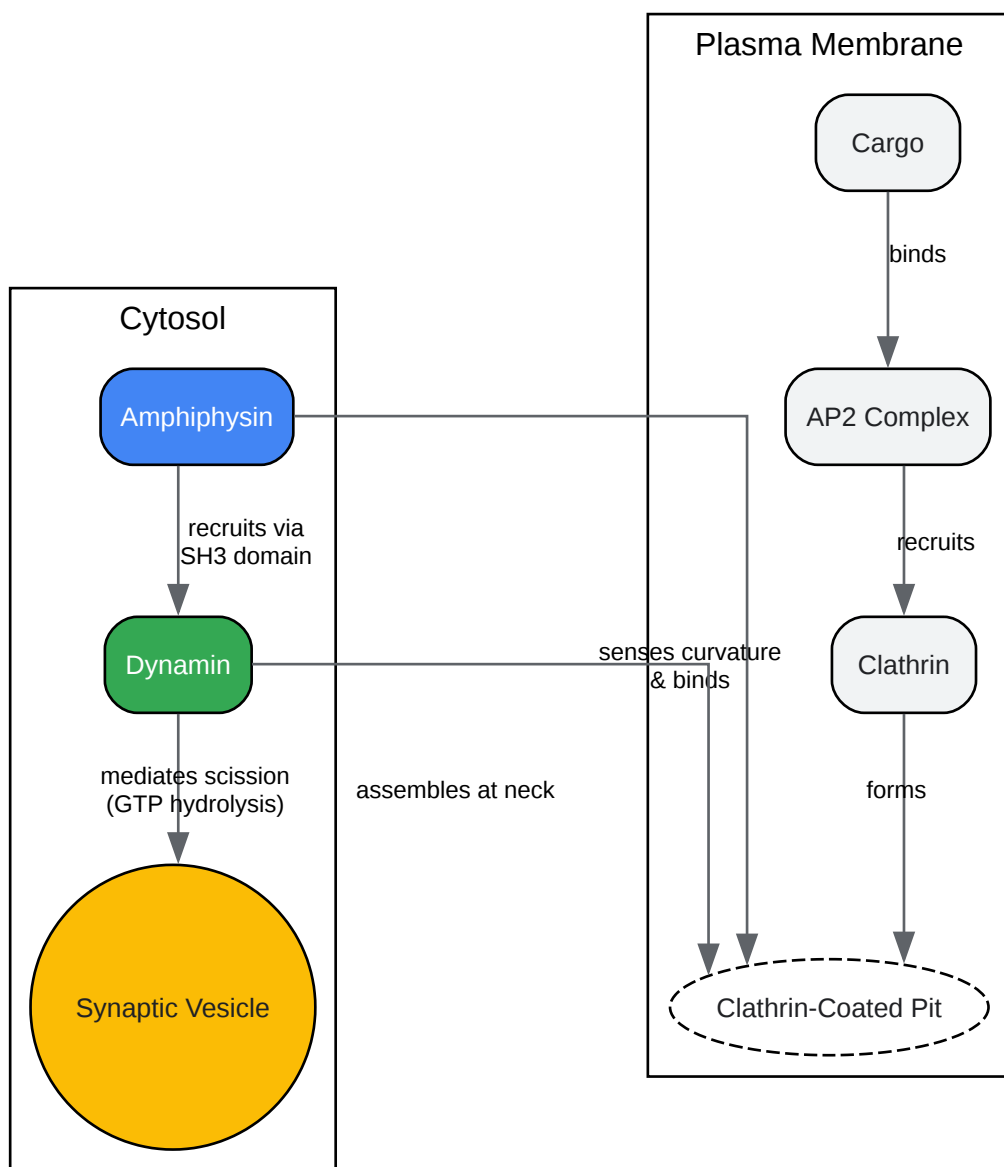 Plasma Membrane
Cargo
binds
Cytosol
Amphiphysin
AP2 Complex
recruits via
SH3 domain
recruits
Dynamin
senses curvature
& binds
Clathrin
mediates scission
(GTP hydrolysis)
assembles at neck
forms
Synaptic Vesicle
Clathrin-Coated Pit